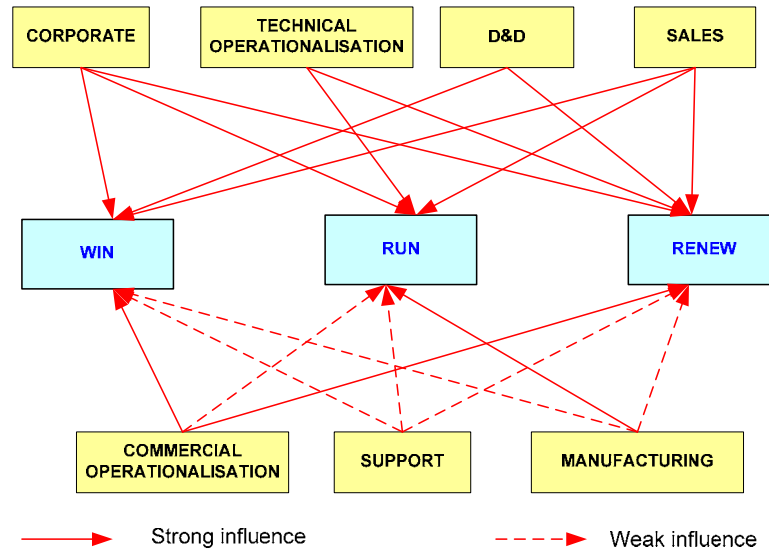 CORPORATE
TECHNICAL
OPERATIONALISATION
D&D
SALES
WIN
RUN
RENEW
COMMERCIAL
OPERATIONALISATION
SUPPORT
MANUFACTURING
Strong influence
Weak influence